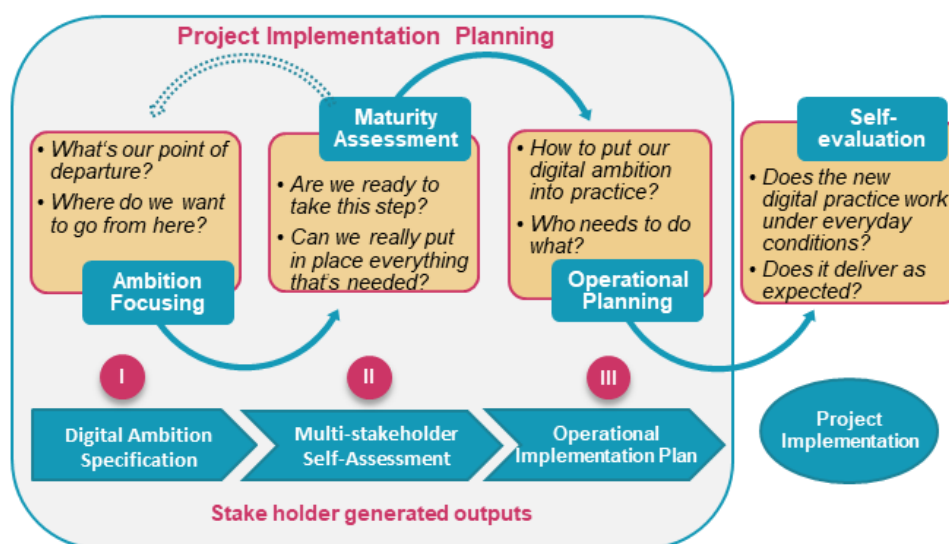 Project Implementation Planning
Maturity
Assessment
Self-
evaluation
• What's our point of
departure?
• Where do we want
to go from here?
Ambition
Focusing
• Are we ready to
take this step?
• Can we really put
in place everything
that's needed?
• How to put our
digital ambition
into practice?
• Who needs to do
what?
Operational
Planning
• Does the new
digital practice work
under everyday
conditions?
• Does it deliver as
expected?
I
II
III
Digital Ambition
Specification
Multi-stakeholder
Self-Assessment
Operational
Implementation Plan
Project
Implementation
Stake holder generated outputs